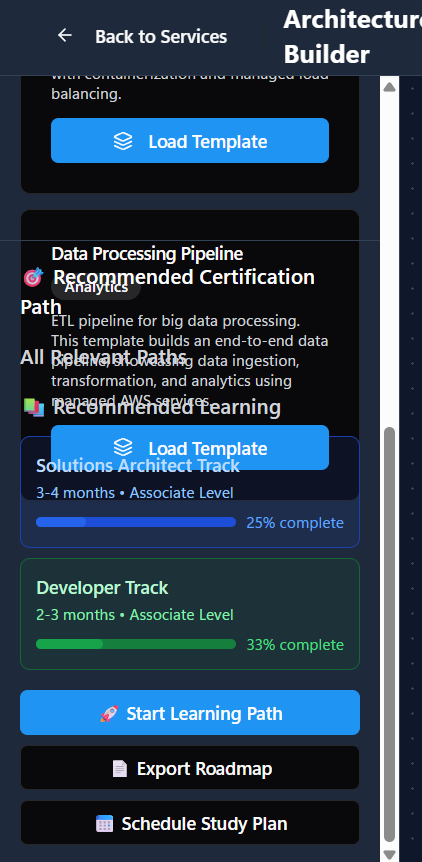 Back to Services
Architecture
Builder
with containerization and managed load
balancing.
Load Template
Data Processing Pipeline
🎯 Recommended Certification
Analytics
Path
ETL pipeline for big data processing.
This template builds an end-to-end data
All Relevant Paths
pipeline, showcasing data ingestion,
transformation, and analytics using
managed AWS services.
📚 Recommended Learning
Load Template
Solutions Architect Track
3-4 months • Associate Level
25% complete
Developer Track
2-3 months • Associate Level
33% complete
🚀 Start Learning Path
📄 Export Roadmap
📅 Schedule Study Plan